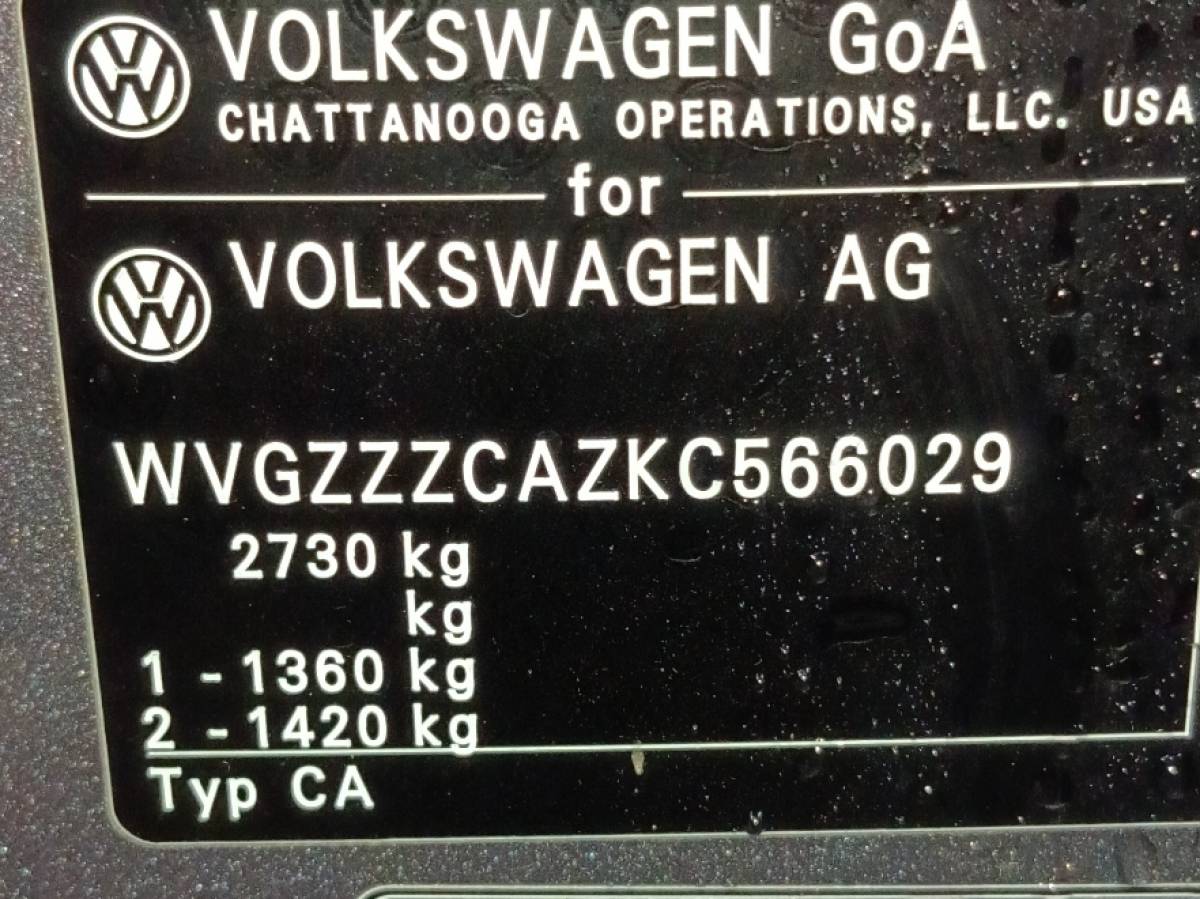 VOLKSWAGEN GoA
CHATTANOOGA OPERATIONS, LLC. USA
for
VOLKSWAGEN AG
WVGZZZCAZKC566029
2730 kg
kg
1 - 1360 kg
2 - 1420 kg
Typ CA